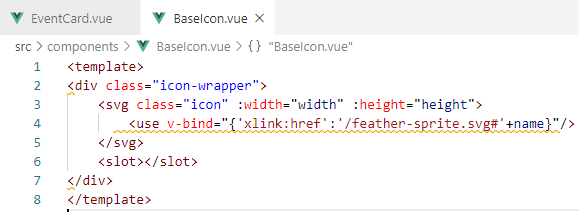 EventCard.vue BaseIcon.vue ×
src > components > BaseIcon.vue > {} "BaseIcon.vue"
1 <template>
2 <div class="icon-wrapper">
3 <svg class="icon" :width="width" :height="height">
4 <use v-bind="{'xlink:href':'/feather-sprite.svg#'+name}"/>
5 </svg>
6 <slot></slot>
7 </div>
8 </template>